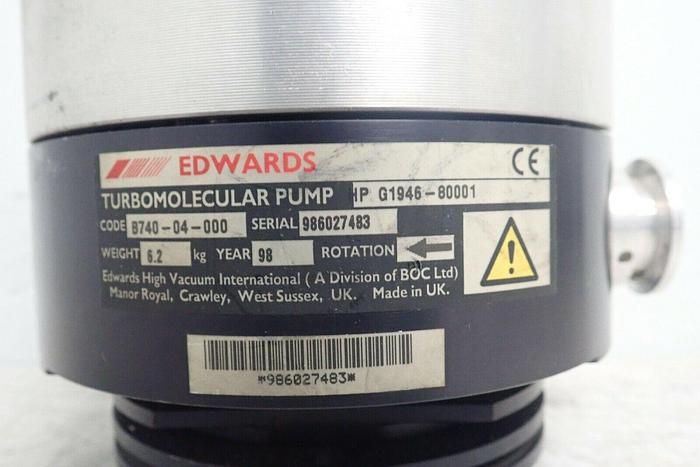 EDWARDS CE
TURBOMOLECULAR PUMP HP G1946-80001
CODE B740-04-000 SERIAL 986027483
WEIGHT 6.2 kg YEAR 98 ROTATION
Edwards High Vacuum International ( A Division of BOC Ltd)
Manor Royal, Crawley, West Sussex, UK. Made in UK.
*986027483*